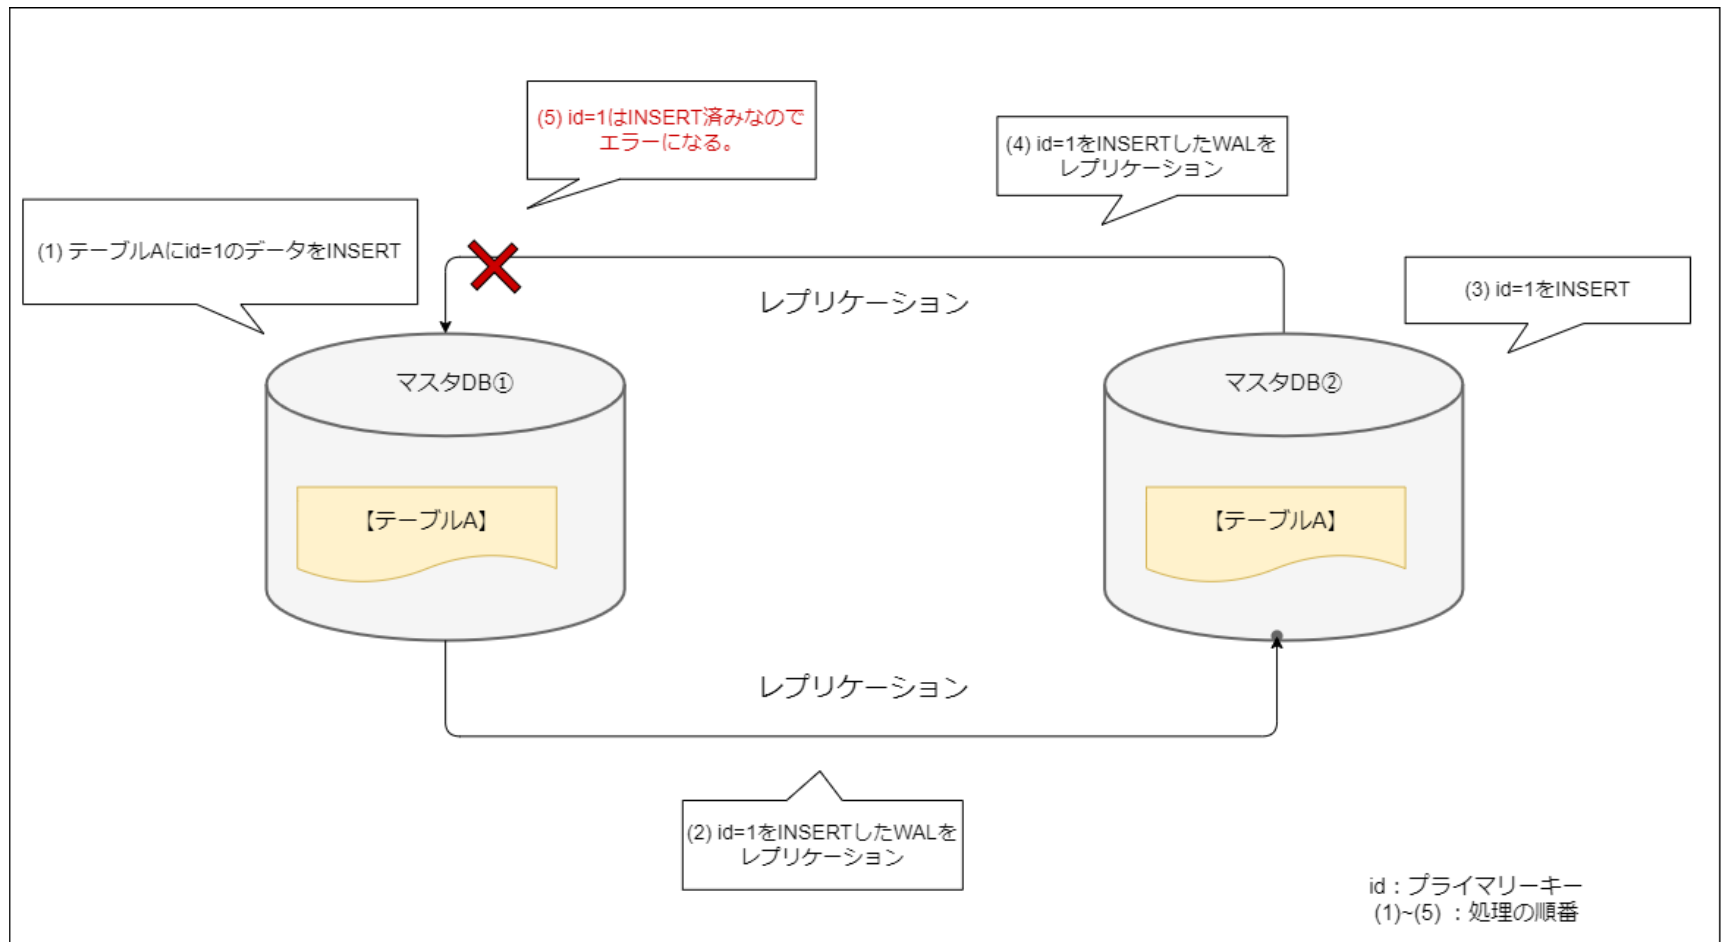 (5) id=1はINSERT済みなので
エラーになる。
(4) id=1をINSERTしたWALを
レプリケーション
(1) テーブルAにid=1のデータをINSERT
(3) id=1をINSERT
レプリケーション
マスタDB①
マスタDB②
【テーブルA】
【テーブルA】
レプリケーション
(2) id=1をINSERTしたWALを
レプリケーション
id：プライマリーキー
(1)~(5) ：処理の順番